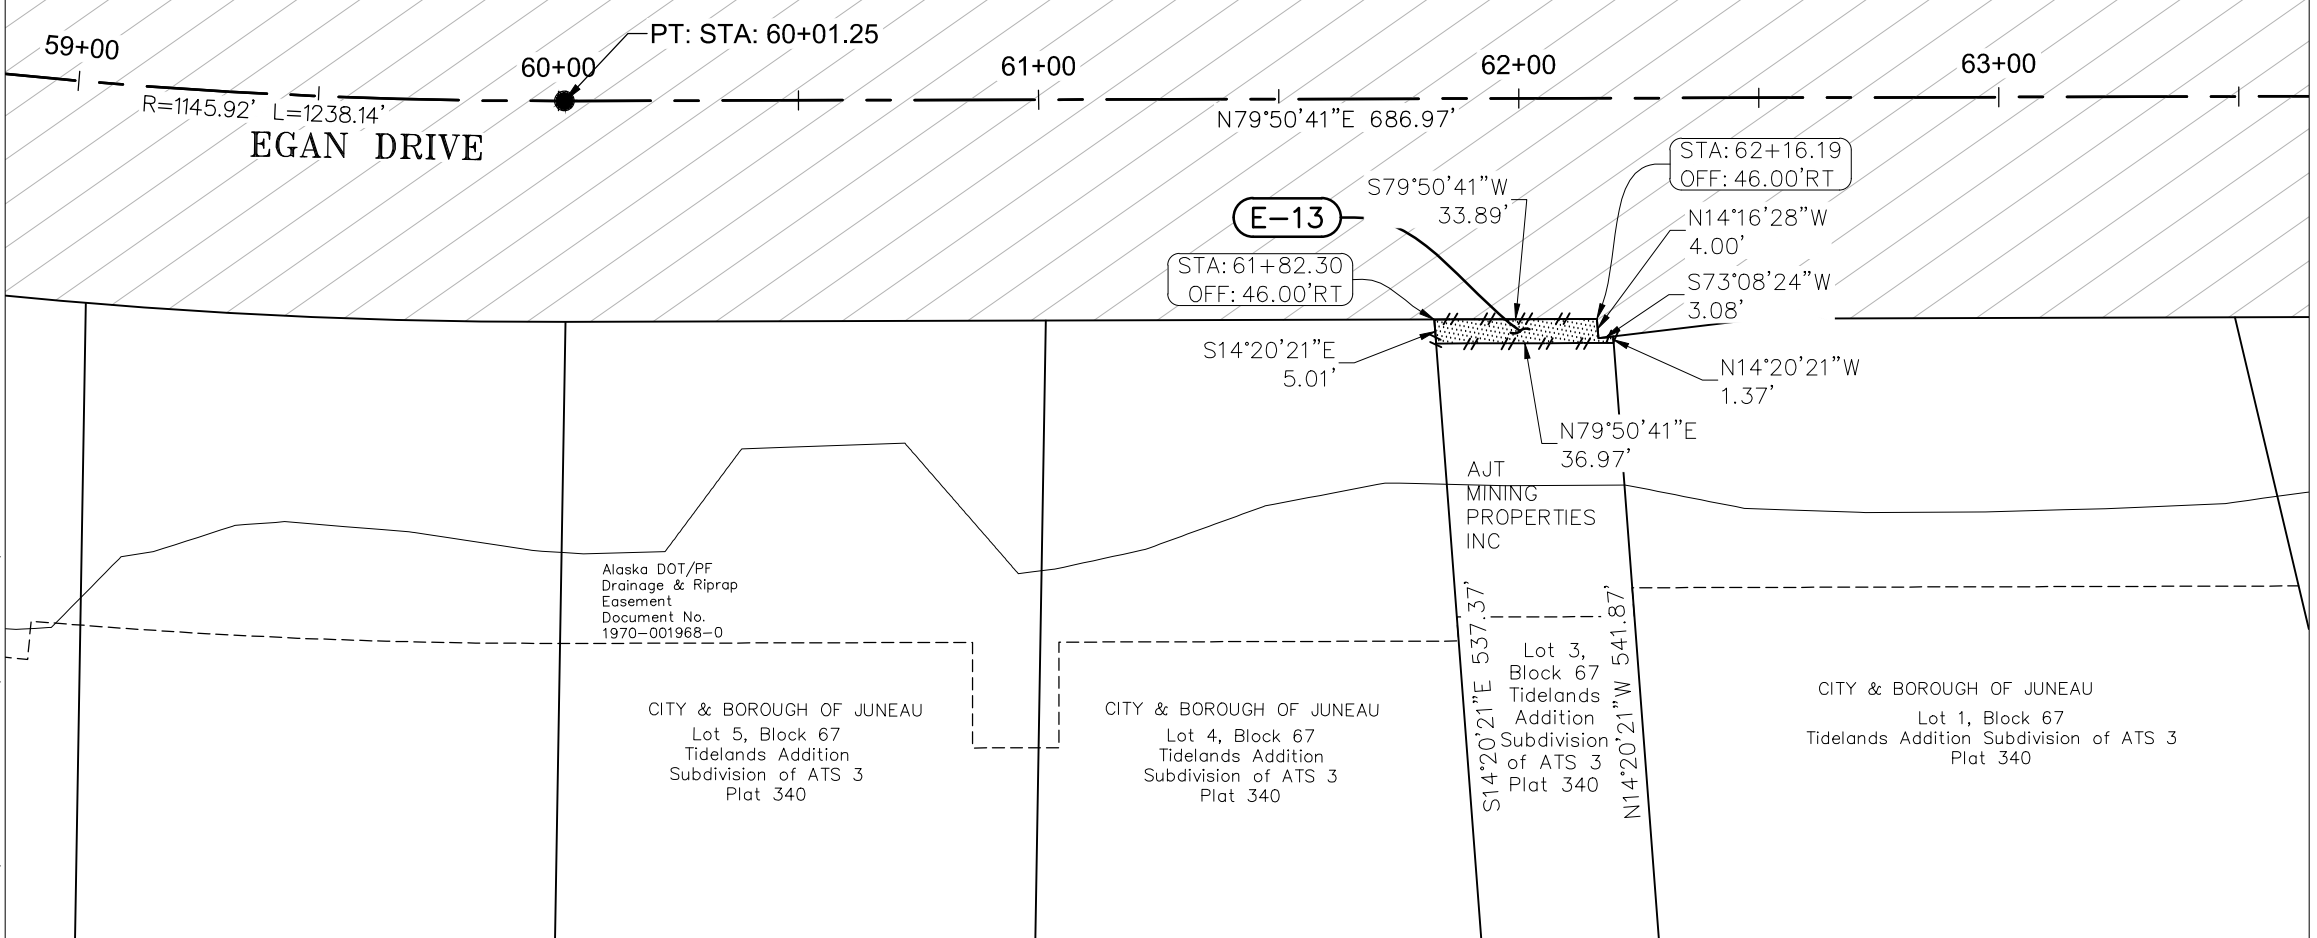 59+00
PT: STA: 60+01.25
60+00
61+00
62+00
63+00
R=1145.92' L=1238.14'
N79°50'41"E 686.97'
EGAN DRIVE
STA: 62+16.19
OFF: 46.00'RT
S79°50'41"W
33.89'
E-13
N14°16'28"W
4.00'
STA: 61+82.30
OFF: 46.00'RT
S73°08'24"W
3.08'
S14°20'21"E
5.01'
N14°20'21"W
1.37'
N79°50'41"E
36.97'
AJT
MINING
PROPERTIES
INC
Alaska DOT/PF
Drainage & Riprap
Easement
Document No.
1970-001968-0
S14°20'21"E 537.37'
N14°20'21"W 541.87'
CITY & BOROUGH OF JUNEAU
Lot 5, Block 67
Tidelands Addition
Subdivision of ATS 3
Plat 340
CITY & BOROUGH OF JUNEAU
Lot 4, Block 67
Tidelands Addition
Subdivision of ATS 3
Plat 340
Lot 3,
Block 67
Tidelands
Addition
Subdivision
of ATS 3
Plat 340
CITY & BOROUGH OF JUNEAU
Lot 1, Block 67
Tidelands Addition Subdivision of ATS 3
Plat 340